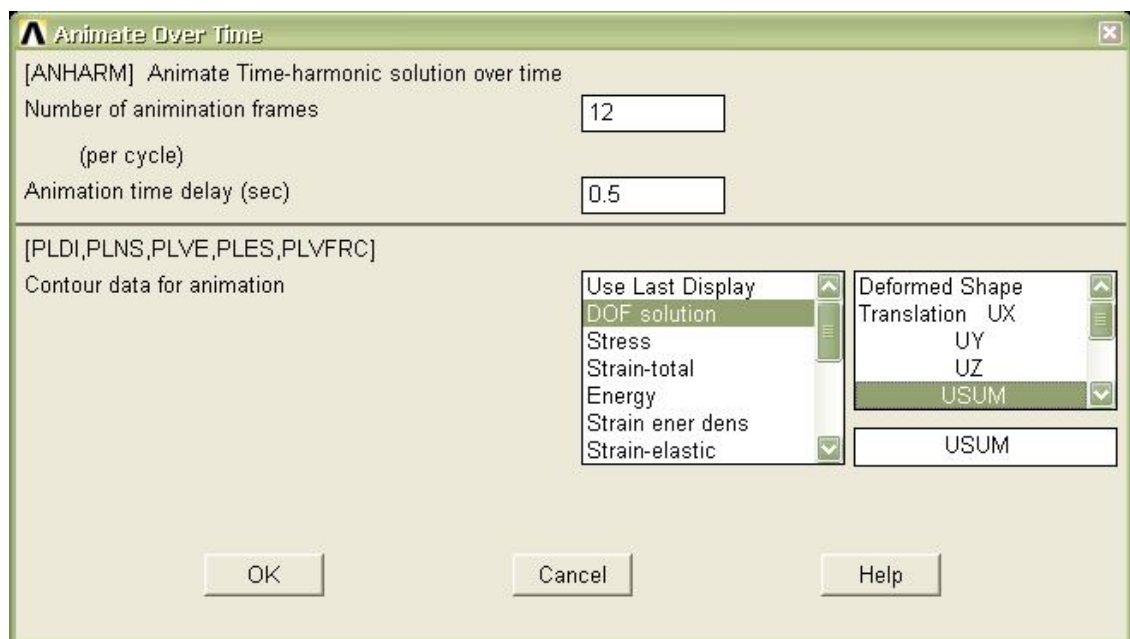 Animate Over Time
[ANHARM] Animate Time-harmonic solution over time
Number of animination frames
12
(per cycle)
Animation time delay (sec)
0.5
[PLDI,PLNS,PLVE,PLES,PLVFRC]
Contour data for animation
Use Last Display
DOF solution
Stress
Strain-total
Energy
Strain ener dens
Strain-elastic
Deformed Shape
Translation UX
UY
UZ
USUM
USUM
OK
Cancel
Help